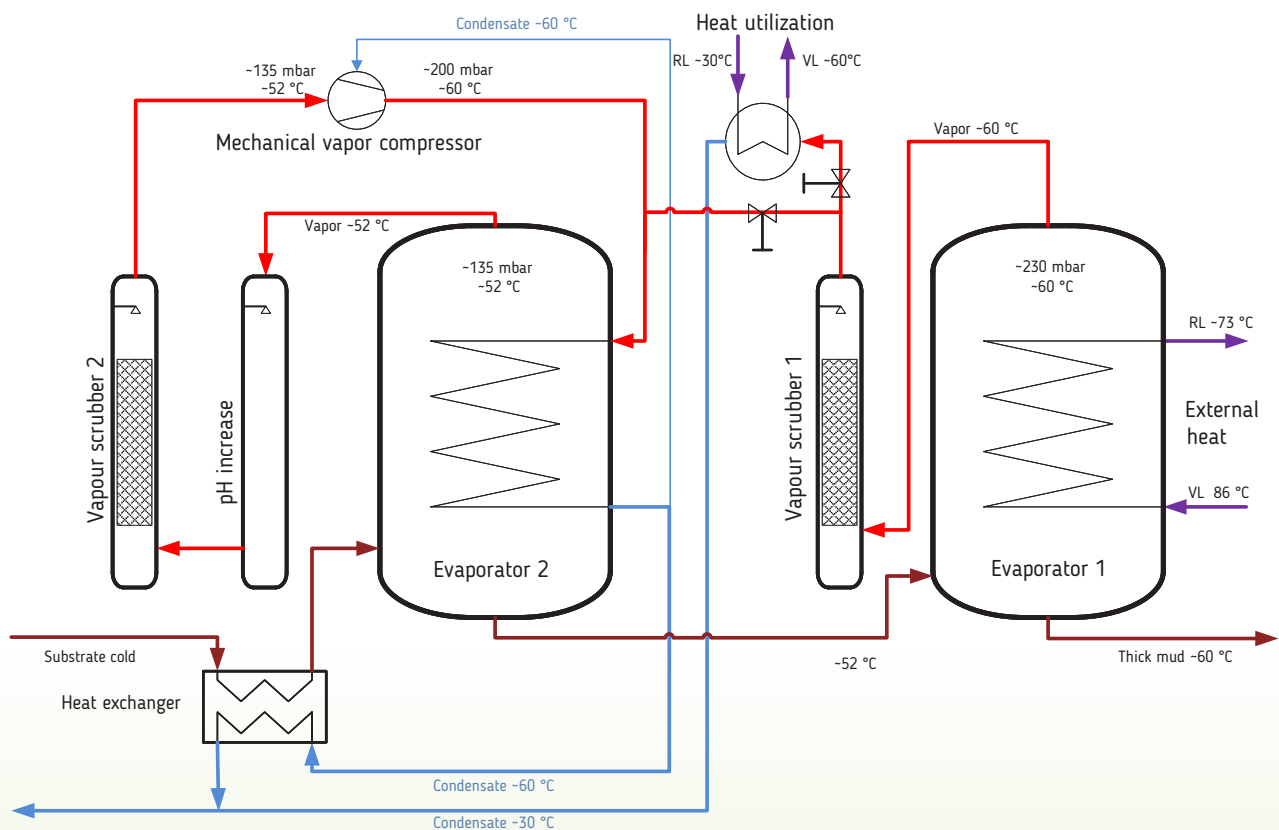 Condensate ~60 °C
Heat utilization
~135 mbar
~52 °C
~200 mbar
~60 °C
RL ~30°C
VL ~60°C
Mechanical vapor compressor
Vapor ~60 °C
Vapor ~52 °C
~135 mbar
~52 °C
~230 mbar
~60 °C
RL ~73 °C
External
heat
VL 86 °C
Vapour scrubber 2
pH increase
Vapour scrubber 1
Evaporator 2
Evaporator 1
Substrate cold
~52 °C
Thick mud ~60 °C
Heat exchanger
Condensate ~60 °C
Condensate ~30 °C